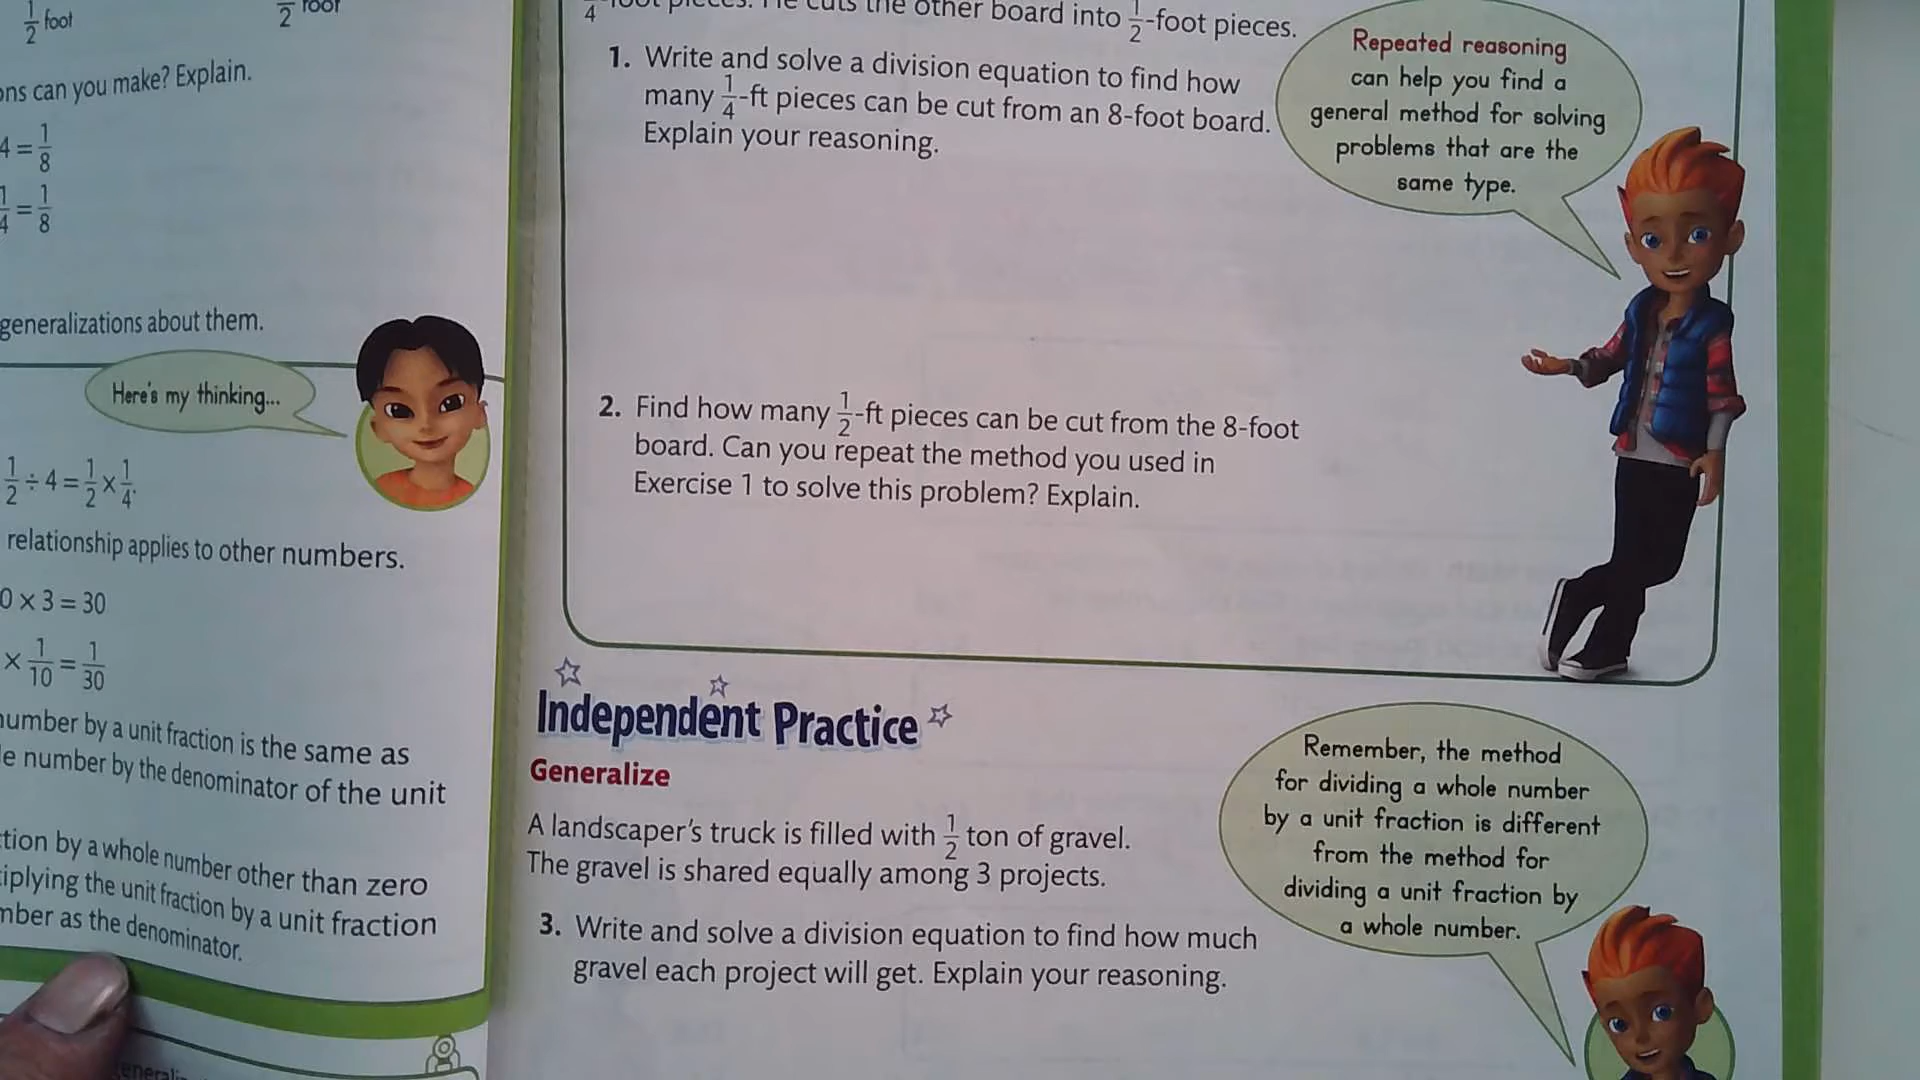 1/2 foot
1/2 foot
ons can you make? Explain.
4 = 1/8
1/4 = 1/8
generalizations about them.
Here's my thinking...
1/2 ÷ 4 = 1/2 × 1/4.
relationship applies to other numbers.
0 × 3 = 30
× 1/10 = 1/30
number by a unit fraction is the same as
le number by the denominator of the unit
ction by a whole number other than zero
tiplying the unit fraction by a unit fraction
mber as the denominator.
1/4-foot pieces. He cuts the other board into 1/2-foot pieces.
1. Write and solve a division equation to find how
many 1/4-ft pieces can be cut from an 8-foot board.
Explain your reasoning.
Repeated reasoning
can help you find a
general method for solving
problems that are the
same type.
2. Find how many 1/2-ft pieces can be cut from the 8-foot
board. Can you repeat the method you used in
Exercise 1 to solve this problem? Explain.
Independent Practice
Generalize
A landscaper's truck is filled with 1/2 ton of gravel.
The gravel is shared equally among 3 projects.
3. Write and solve a division equation to find how much
gravel each project will get. Explain your reasoning.
Remember, the method
for dividing a whole number
by a unit fraction is different
from the method for
dividing a unit fraction by
a whole number.